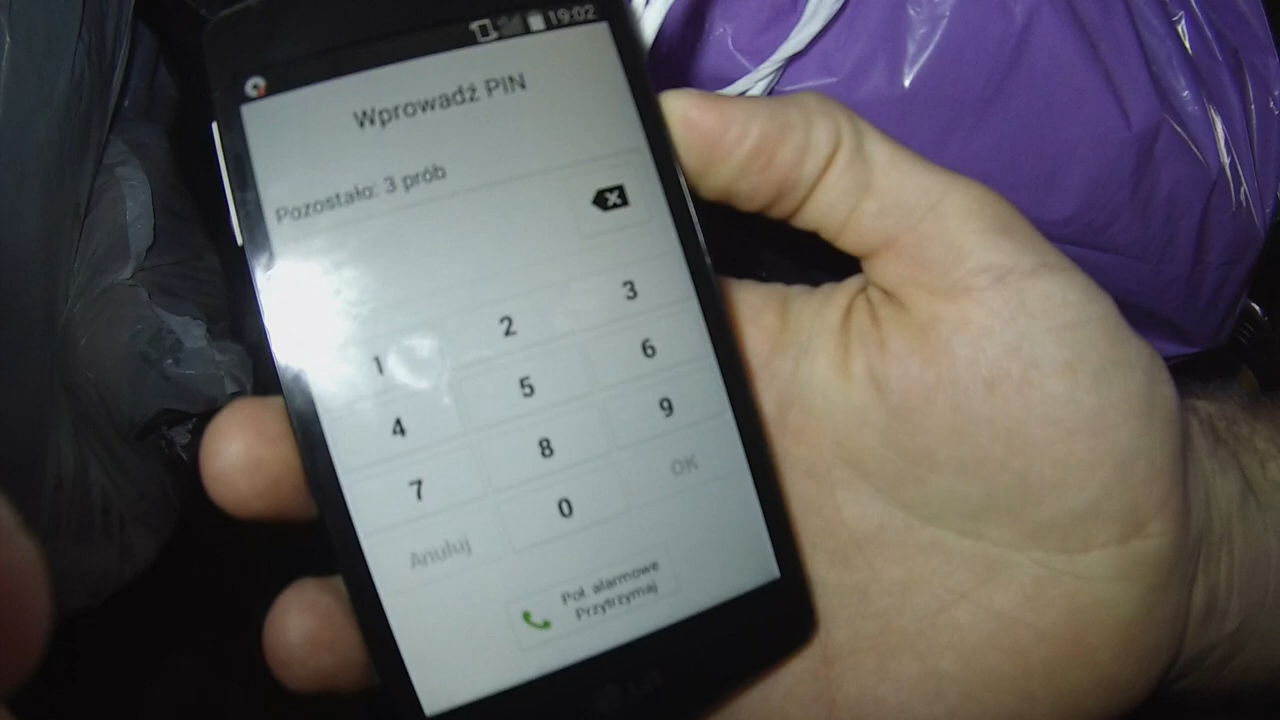 19:02
Wprowadź PIN
Pozostało: 3 prób
1 2 3
4 5 6
7 8 9
Anuluj 0 OK
Poł. alarmowe
Przytrzymaj
LG